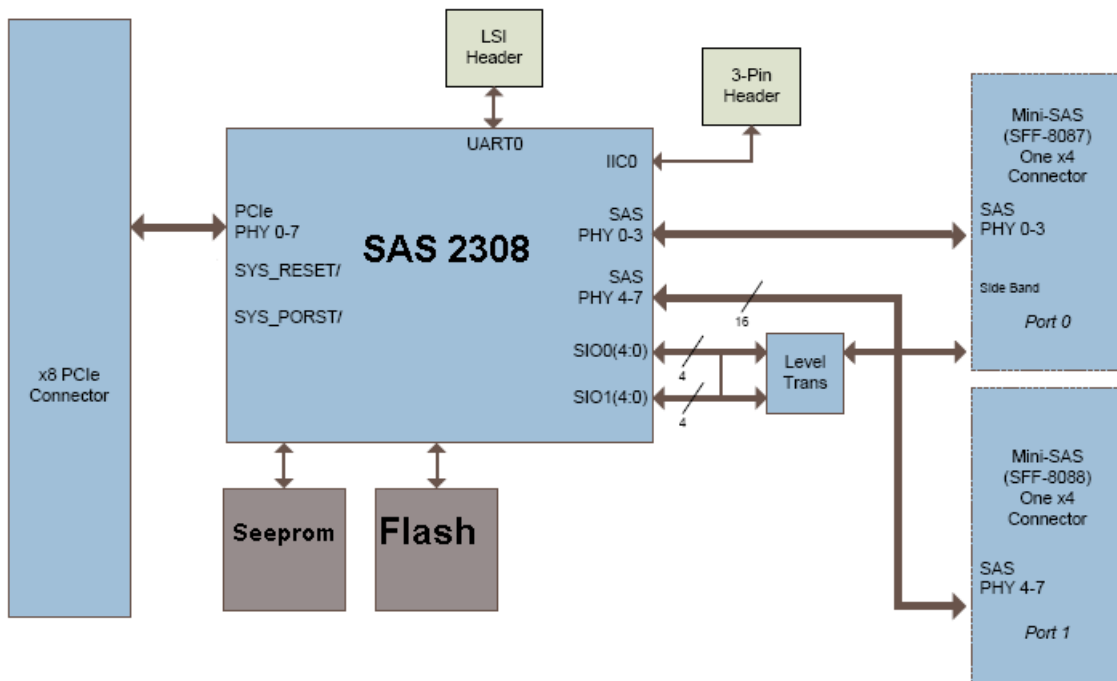 LSI
Header
3-Pin
Header
UART0
IIC0
PCIe
PHY 0-7
SAS 2308
SYS_RESET/
SYS_PORST/
SAS
PHY 0-3
SAS
PHY 4-7
SIO0(4:0)
SIO1(4:0)
16
4
4
Level
Trans
x8 PCIe
Connector
Seeprom
Flash
Mini-SAS
(SFF-8087)
One x4
Connector
SAS
PHY 0-3
Side Band
Port 0
Mini-SAS
(SFF-8088)
One x4
Connector
SAS
PHY 4-7
Port 1